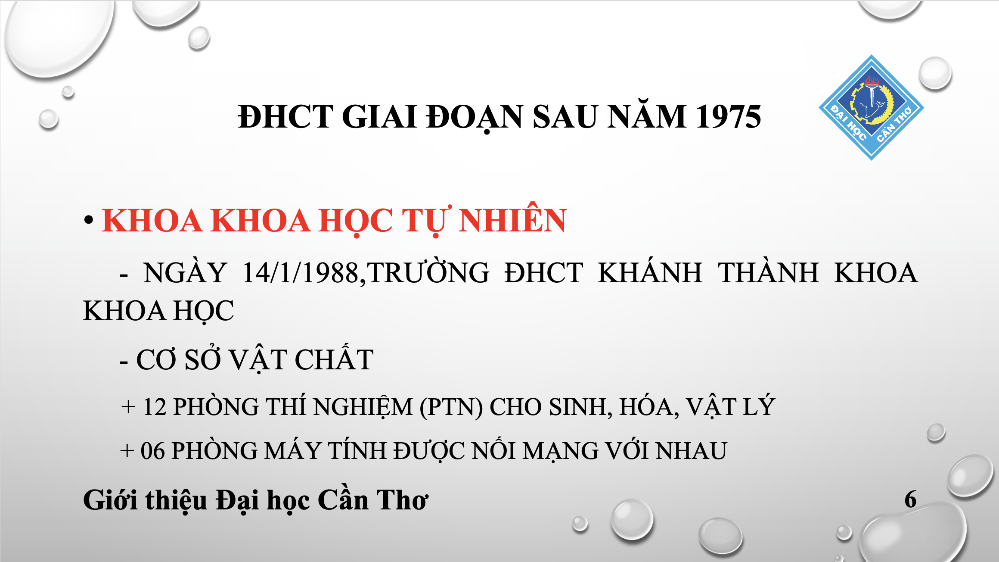 ĐHCT GIAI ĐOẠN SAU NĂM 1975
ĐẠI HỌC CẦN THƠ
• KHOA KHOA HỌC TỰ NHIÊN
- NGÀY 14/1/1988,TRƯỜNG ĐHCT KHÁNH THÀNH KHOA
KHOA HỌC
- CƠ SỞ VẬT CHẤT
+ 12 PHÒNG THÍ NGHIỆM (PTN) CHO SINH, HÓA, VẬT LÝ
+ 06 PHÒNG MÁY TÍNH ĐƯỢC NỐI MẠNG VỚI NHAU
Giới thiệu Đại học Cần Thơ
6